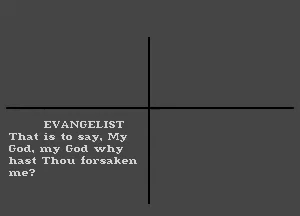 EVANGELIST
That is to say, My
God, my God why
hast Thou forsaken
me?